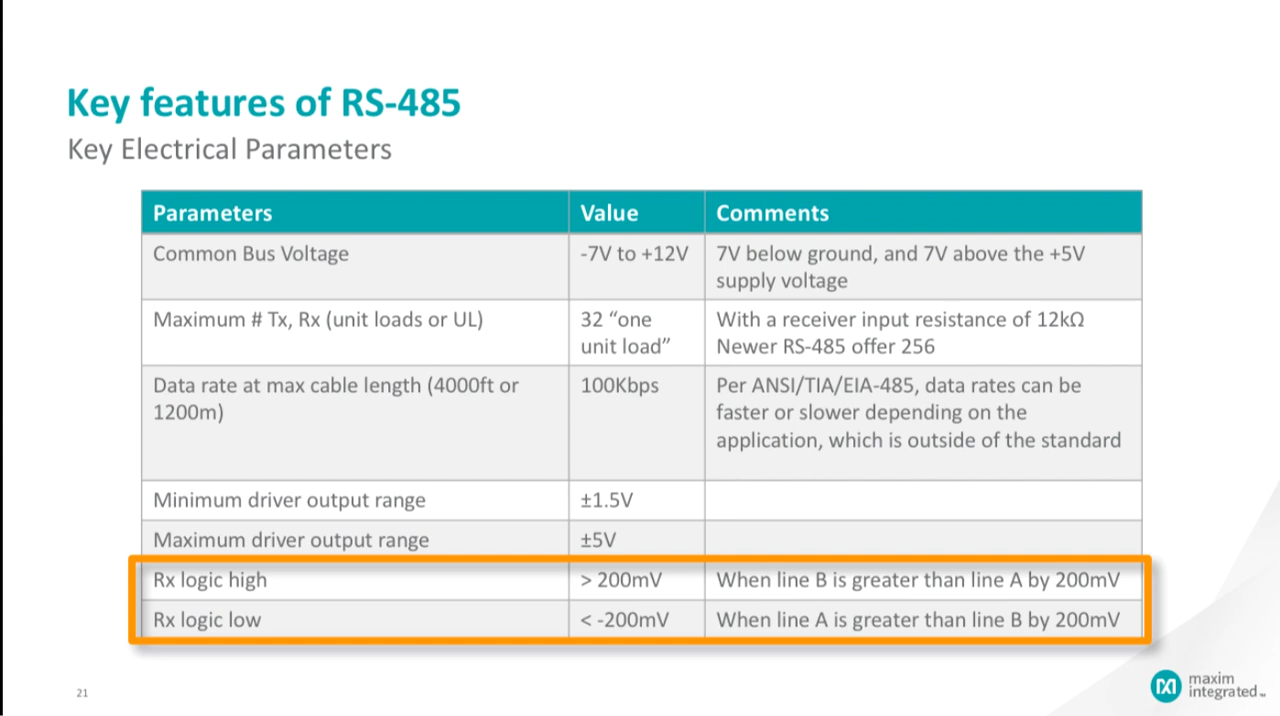 Key features of RS-485
Key Electrical Parameters
Parameters Value Comments
Common Bus Voltage -7V to +12V 7V below ground, and 7V above the +5V
supply voltage
Maximum # Tx, Rx (unit loads or UL) 32 “one With a receiver input resistance of 12kΩ
unit load” Newer RS-485 offer 256
Data rate at max cable length (4000ft or 100Kbps Per ANSI/TIA/EIA-485, data rates can be
1200m) faster or slower depending on the
application, which is outside of the standard
Minimum driver output range ±1.5V
Maximum driver output range ±5V
Rx logic high > 200mV When line B is greater than line A by 200mV
Rx logic low < -200mV When line A is greater than line B by 200mV
21
maxim
integrated™